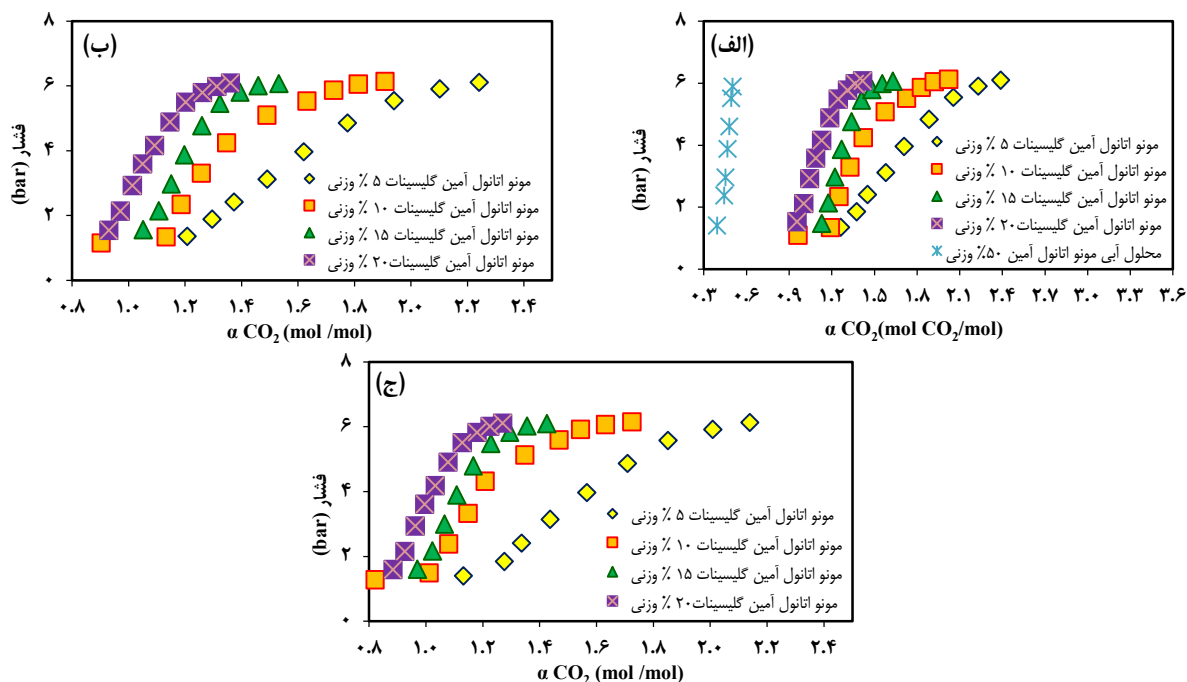 (الف)
۸
۶
۴
۲
۰
فشار (bar)
مونو اتانول آمین گلیسینات ۵ ٪ وزنی
مونو اتانول آمین گلیسینات ۱۰ ٪ وزنی
مونو اتانول آمین گلیسینات ۱۵ ٪ وزنی
مونو اتانول آمین گلیسینات ۲۰ ٪ وزنی
محلول آبی مونو اتانول آمین ۵۰٪ وزنی
۰.۳ ۰.۶ ۰.۹ ۱.۲ ۱.۵ ۱.۸ ۲.۱ ۲.۴ ۲.۷ ۳.۰ ۳.۳ ۳.۶
α CO₂(mol CO₂/mol)
(ب)
۸
۶
۴
۲
۰
فشار (bar)
مونو اتانول آمین گلیسینات ۵ ٪ وزنی
مونو اتانول آمین گلیسینات ۱۰ ٪ وزنی
مونو اتانول آمین گلیسینات ۱۵ ٪ وزنی
مونو اتانول آمین گلیسینات۲۰ ٪ وزنی
۰.۸ ۱.۰ ۱.۲ ۱.۴ ۱.۶ ۱.۸ ۲.۰ ۲.۲ ۲.۴
α CO₂ (mol /mol)
(ج)
۸
۶
۴
۲
۰
فشار (bar)
مونو اتانول آمین گلیسینات ۵ ٪ وزنی
مونو اتانول آمین گلیسینات ۱۰ ٪ وزنی
مونو اتانول آمین گلیسینات ۱۵ ٪ وزنی
مونو اتانول آمین گلیسینات۲۰ ٪ وزنی
۰.۸ ۱.۰ ۱.۲ ۱.۴ ۱.۶ ۱.۸ ۲.۰ ۲.۲ ۲.۴
α CO₂ (mol /mol)